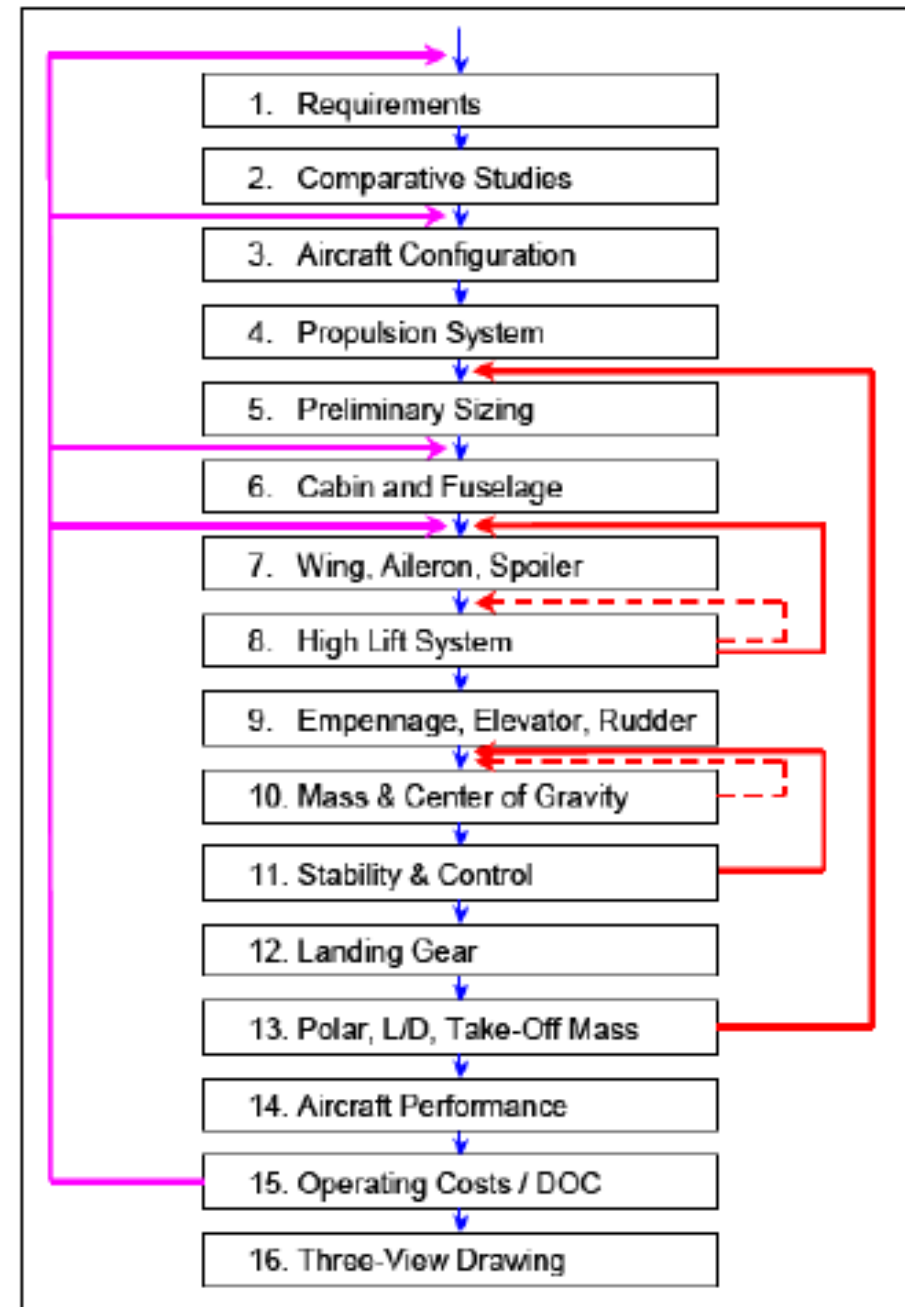 1. Requirements
2. Comparative Studies
3. Aircraft Configuration
4. Propulsion System
5. Preliminary Sizing
6. Cabin and Fuselage
7. Wing, Aileron, Spoiler
8. High Lift System
9. Empennage, Elevator, Rudder
10. Mass & Center of Gravity
11. Stability & Control
12. Landing Gear
13. Polar, L/D, Take-Off Mass
14. Aircraft Performance
15. Operating Costs / DOC
16. Three-View Drawing